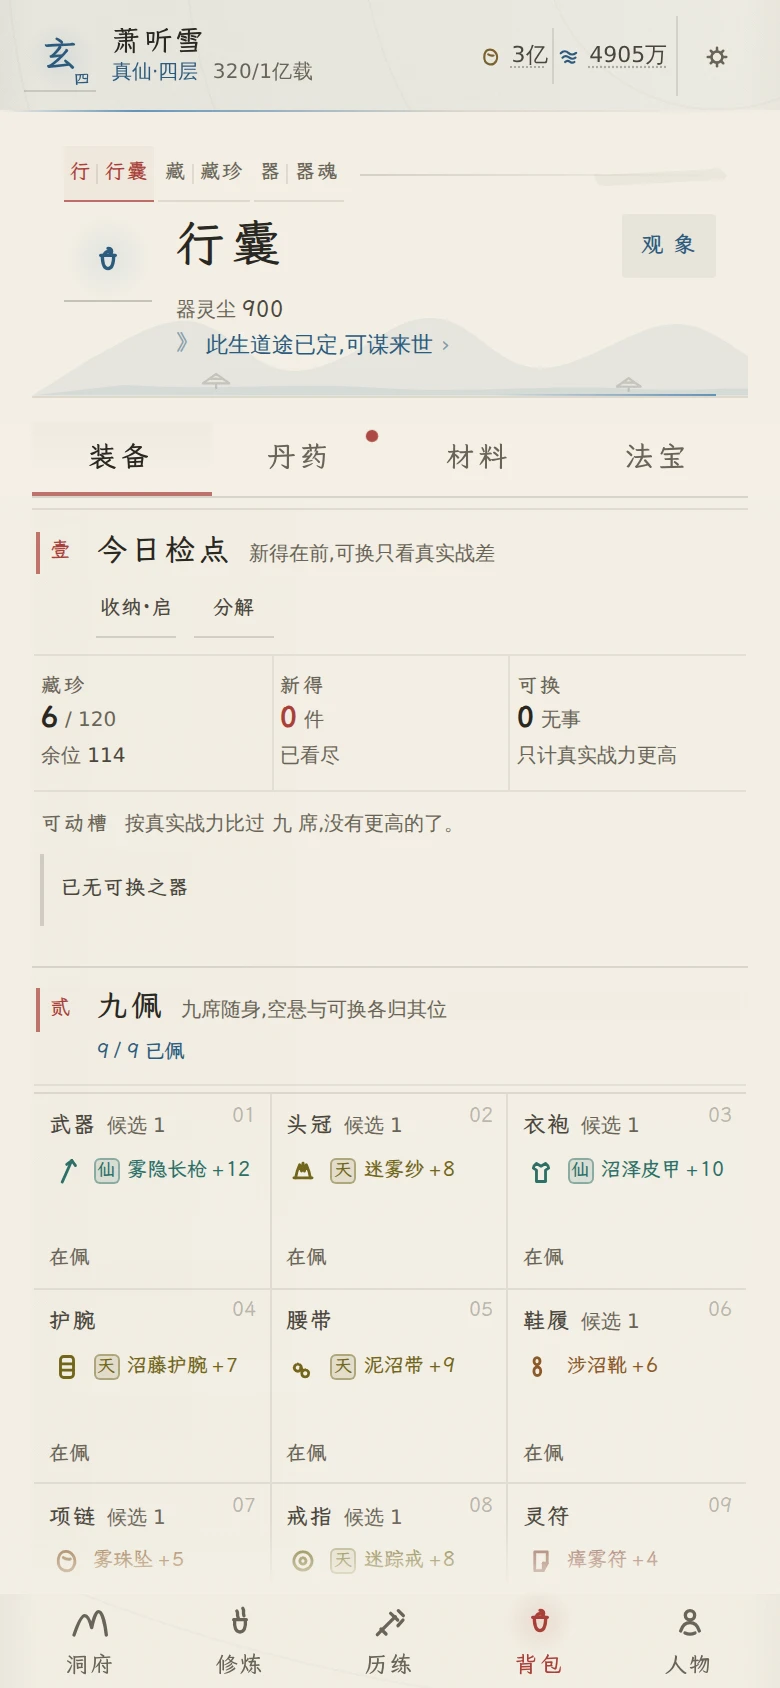 玄 四
萧听雪
真仙·四层 320/1亿载
3亿 4905万
行 行囊 藏 藏珍 器 器魂
行囊
观象
器灵尘 900
》 此生道途已定,可谋来世 ›
装备 丹药 材料 法宝
壹 今日检点 新得在前,可换只看真实战差
收纳·启 分解
藏珍 新得 可换
6 / 120 0 件 0 无事
余位 114 已看尽 只计真实战力更高
可动槽 按真实战力比过 九 席,没有更高的了。
已无可换之器
贰 九佩 九席随身,空悬与可换各归其位
9 / 9 已佩
武器 候选 1 01 头冠 候选 1 02 衣袍 候选 1 03
仙 雾隐长枪 +12 天 迷雾纱 +8 仙 沼泽皮甲 +10
在佩 在佩 在佩
护腕 04 腰带 05 鞋履 候选 1 06
天 沼藤护腕 +7 天 泥沼带 +9 涉沼靴 +6
在佩 在佩 在佩
项链 候选 1 07 戒指 候选 1 08 灵符 09
雾珠坠 +5 天 迷踪戒 +8 瘴雾符 +4
洞府 修炼 历练 背包 人物